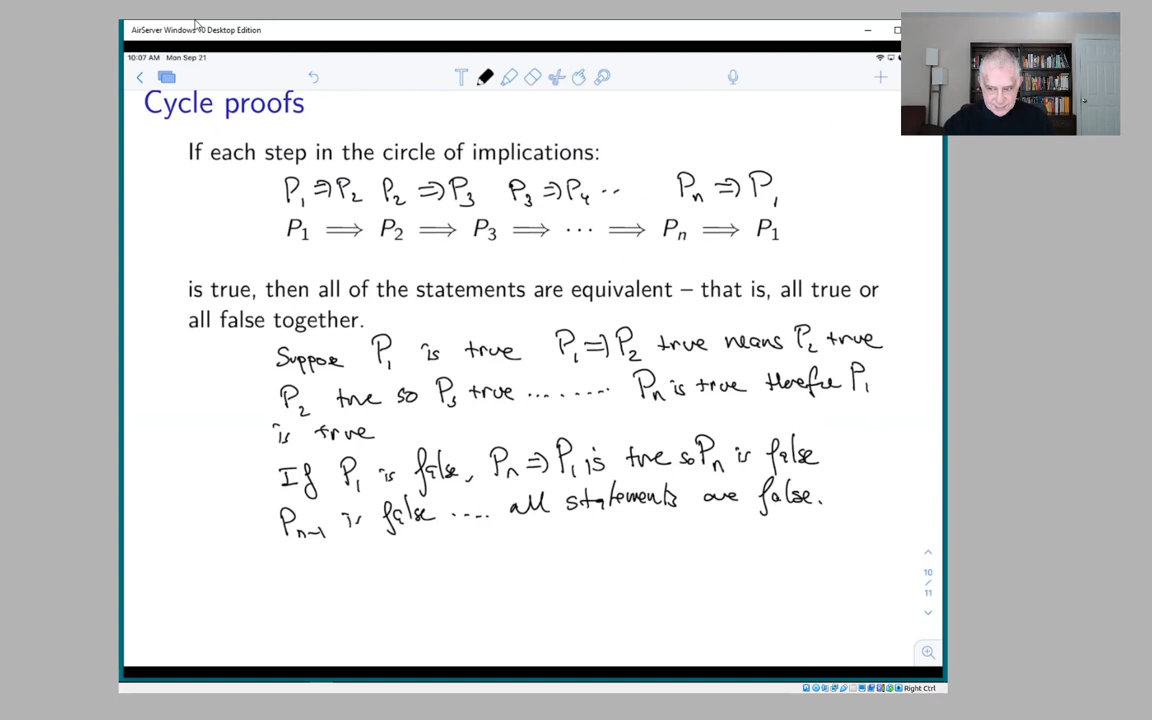 AirServer Windows 10 Desktop Edition
10:07 AM Mon Sep 21
Cycle proofs
If each step in the circle of implications:
P₁ ⇒ P₂ P₂ ⇒ P₃ P₃ ⇒ P₄ .. Pₙ ⇒ P₁
P₁ ⟹ P₂ ⟹ P₃ ⟹ ⋯ ⟹ Pₙ ⟹ P₁
is true, then all of the statements are equivalent – that is, all true or
all false together.
Suppose P₁ is true P₁ ⇒ P₂ true means P₂ true
P₂ true so P₃ true ........ Pₙ is true therefore P₁
is true
If P₁ is false, Pₙ ⇒ P₁ is true so Pₙ is false
Pₙ₋₁ is false .... all statements are false.
10
/
11
Right Ctrl